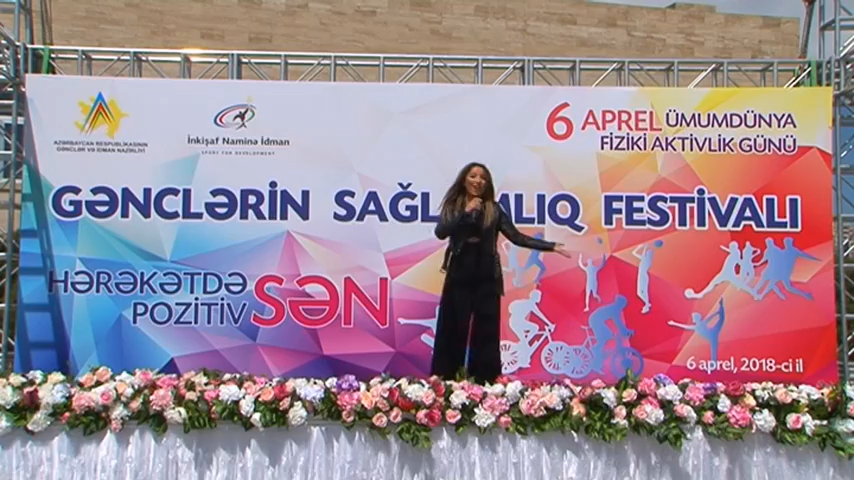 AZƏRBAYCAN RESPUBLİKASININ
GƏNCLƏR VƏ İDMAN NAZİRLİYİ
İnkişaf Naminə İdman
SPORT FOR DEVELOPMENT
6 APREL ÜMUMDÜNYA
FİZİKİ AKTİVLİK GÜNÜ
GƏNCLƏRİN SAĞL MLIQ FESTİVALI
HƏRƏKƏTDƏ
POZİTİV SƏN
6 aprel, 2018-ci il